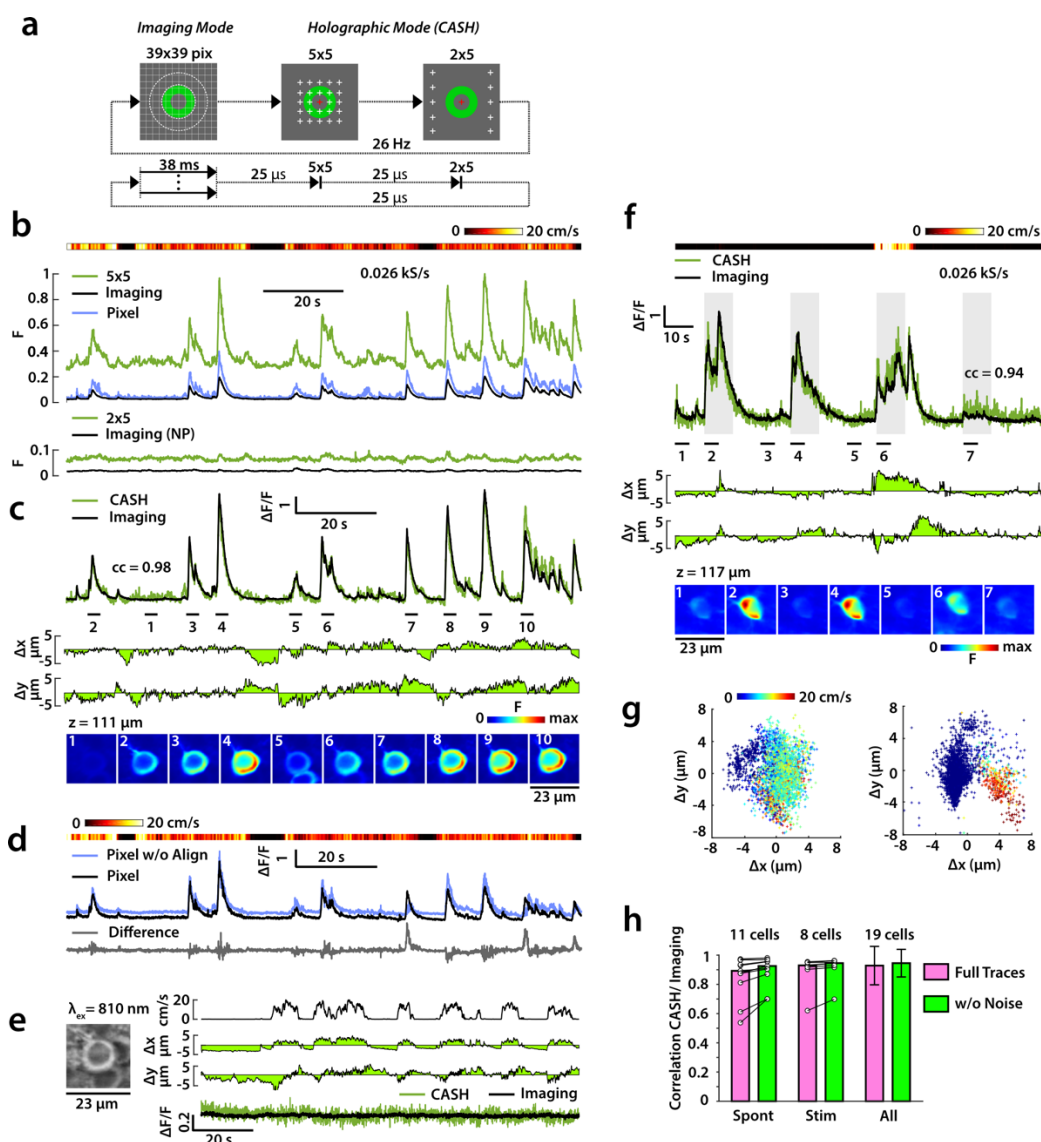 a
Imaging Mode
Holographic Mode (CASH)
39x39 pix
5x5
2x5
26 Hz
38 ms
25 µs
5x5
25 µs
2x5
25 µs
b
0 20 cm/s
5x5
Imaging
Pixel
0.026 kS/s
20 s
1
0.8
0.6
0.4
0.2
0
F
2x5
Imaging (NP)
0.1
0
F
c
CASH
Imaging
ΔF/F
1
20 s
cc = 0.98
2 1 3 4 5 6 7 8 9 10
Δx
µm
5
-5
Δy
µm
5
-5
z = 111 µm
F
0 max
1 2 3 4 5 6 7 8 9 10
23 µm
0 20 cm/s
d
Pixel w/o Align
Pixel
ΔF/F
1
20 s
Difference
e
λex = 810 nm
23 µm
20
0
cm/s
Δx
µm
5
-5
Δy
µm
5
-5
CASH
Imaging
ΔF/F
0.2
20 s
f
0 20 cm/s
CASH
Imaging
0.026 kS/s
ΔF/F
1
10 s
cc = 0.94
1 2 3 4 5 6 7
Δx
µm
5
-5
Δy
µm
5
-5
z = 117 µm
1 2 3 4 5 6 7
23 µm
0 max
F
g
0 20 cm/s
8
4
0
-4
-8
Δy (µm)
-8 -4 0 4 8
Δx (µm)
8
4
0
-4
-8
Δy (µm)
-8 -4 0 4 8
Δx (µm)
h
11 cells
8 cells
19 cells
Correlation CASH/ Imaging
1
0.8
0.6
0.4
0.2
0
Spont
Stim
All
Full Traces
w/o Noise